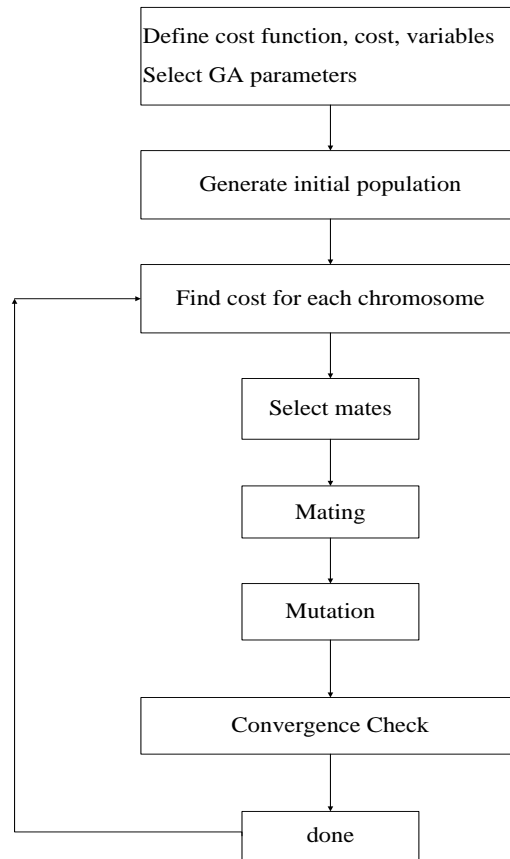 Define cost function, cost, variables
Select GA parameters
Generate initial population
Find cost for each chromosome
Select mates
Mating
Mutation
Convergence Check
done